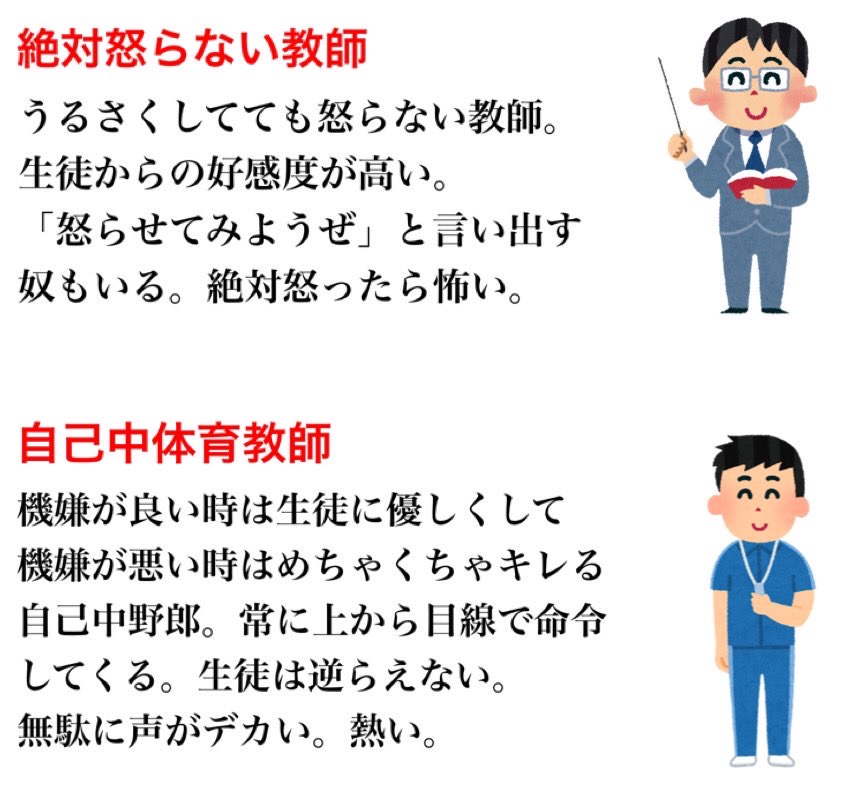 絶対怒らない教師
うるさくしてても怒らない教師。
生徒からの好感度が高い。
「怒らせてみようぜ」と言い出す
奴もいる。絶対怒ったら怖い。
自己中体育教師
機嫌が良い時は生徒に優しくして
機嫌が悪い時はめちゃくちゃキレる
自己中野郎。常に上から目線で命令
してくる。生徒は逆らえない。
無駄に声がデカい。熱い。